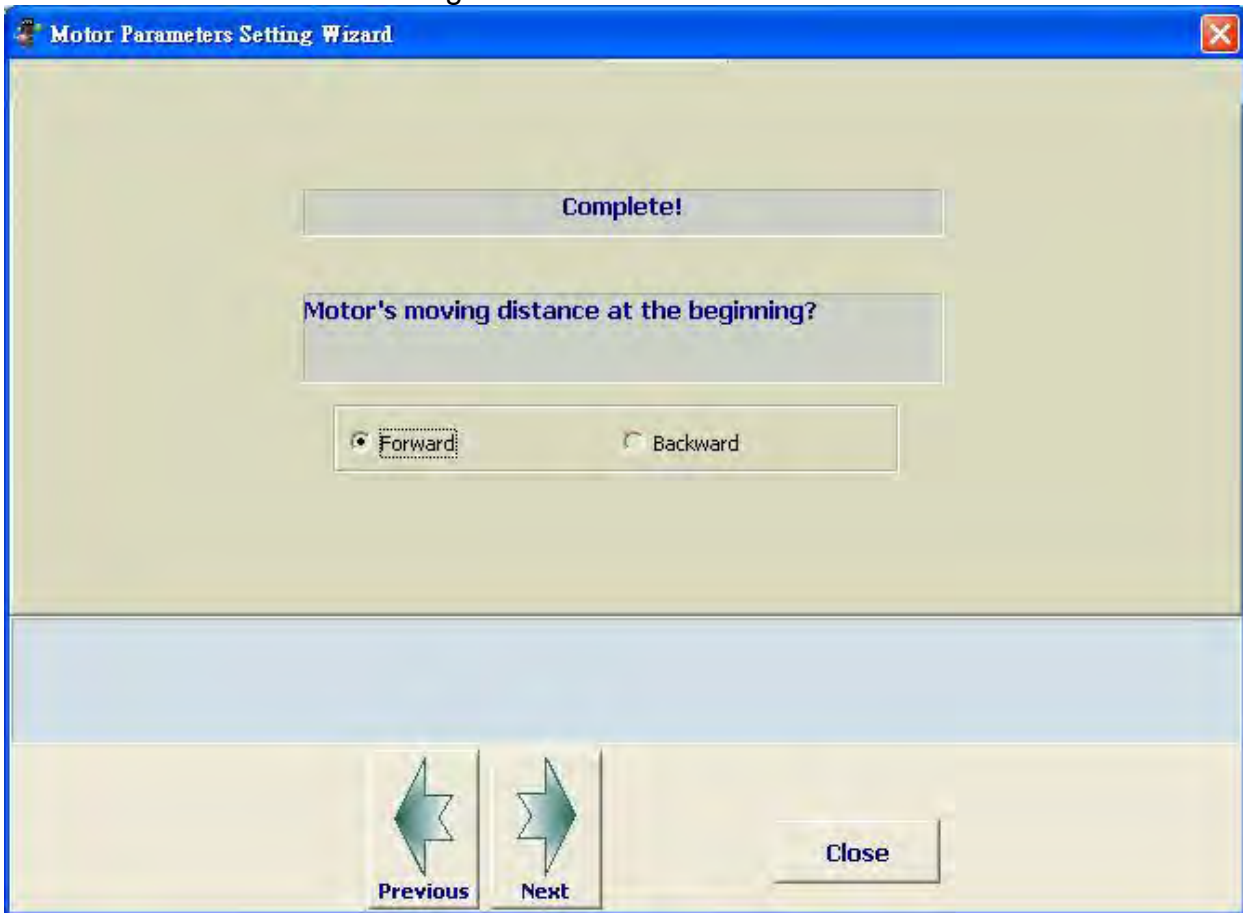 Motor Parameters Setting Wizard
Complete!
Motor's moving distance at the beginning?
Forward Backward
Previous Next Close